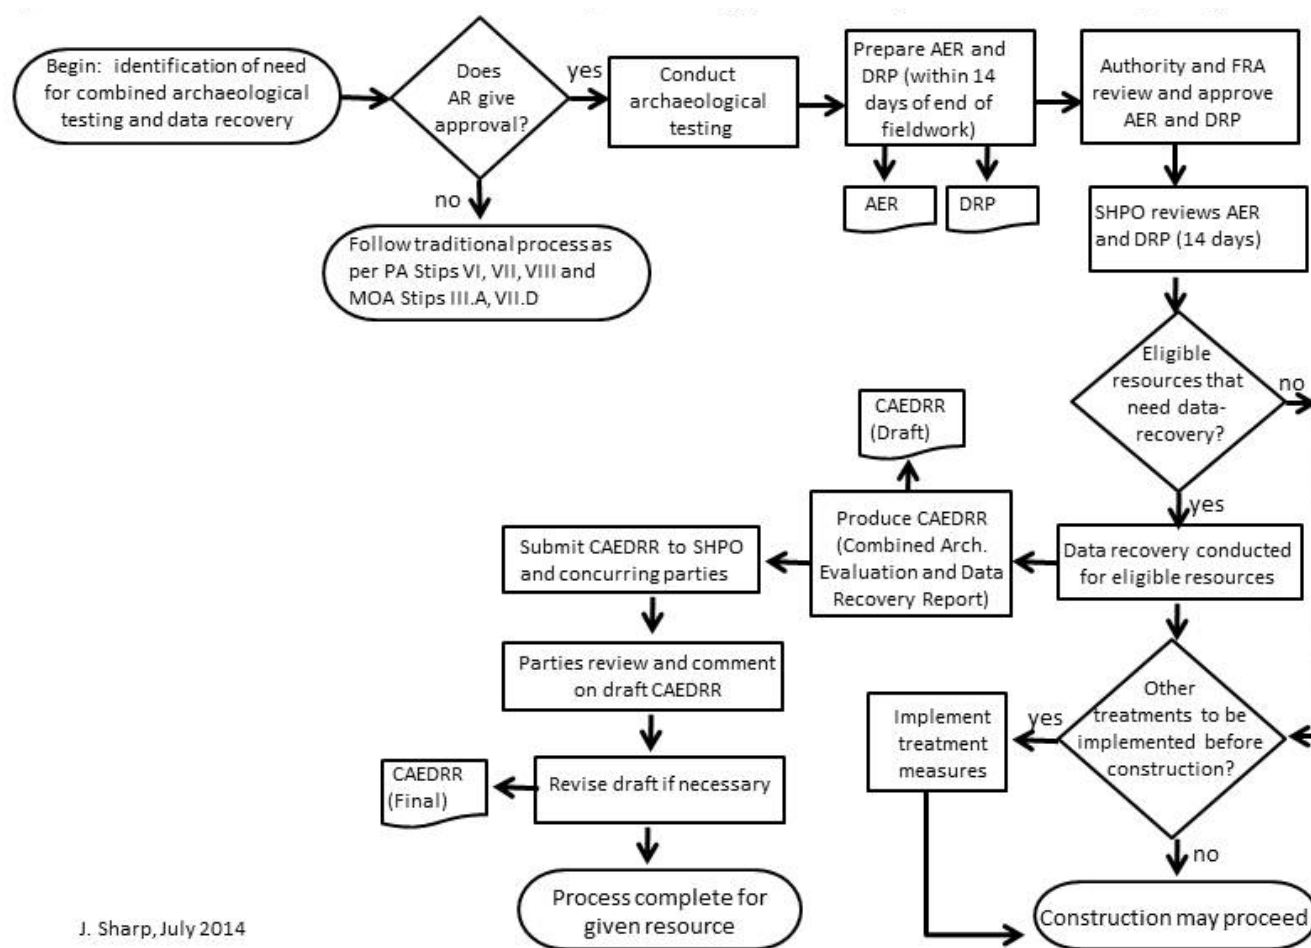 Begin: identification of need
for combined archaeological
testing and data recovery
Does
AR give
approval?
yes
no
Conduct
archaeological
testing
Prepare AER and
DRP (within 14
days of end of
fieldwork)
AER
DRP
Authority and FRA
review and approve
AER and DRP
Follow traditional process as
per PA Stips VI, VII, VIII and
MOA Stips III.A, VII.D
SHPO reviews AER
and DRP (14 days)
Eligible
resources that
need data-
recovery?
no
yes
Data recovery conducted
for eligible resources
CAEDRR
(Draft)
Produce CAEDRR
(Combined Arch.
Evaluation and Data
Recovery Report)
Submit CAEDRR to SHPO
and concurring parties
Parties review and comment
on draft CAEDRR
Revise draft if necessary
CAEDRR
(Final)
Process complete for
given resource
Other
treatments to be
implemented before
construction?
yes
Implement
treatment
measures
no
Construction may proceed
J. Sharp, July 2014